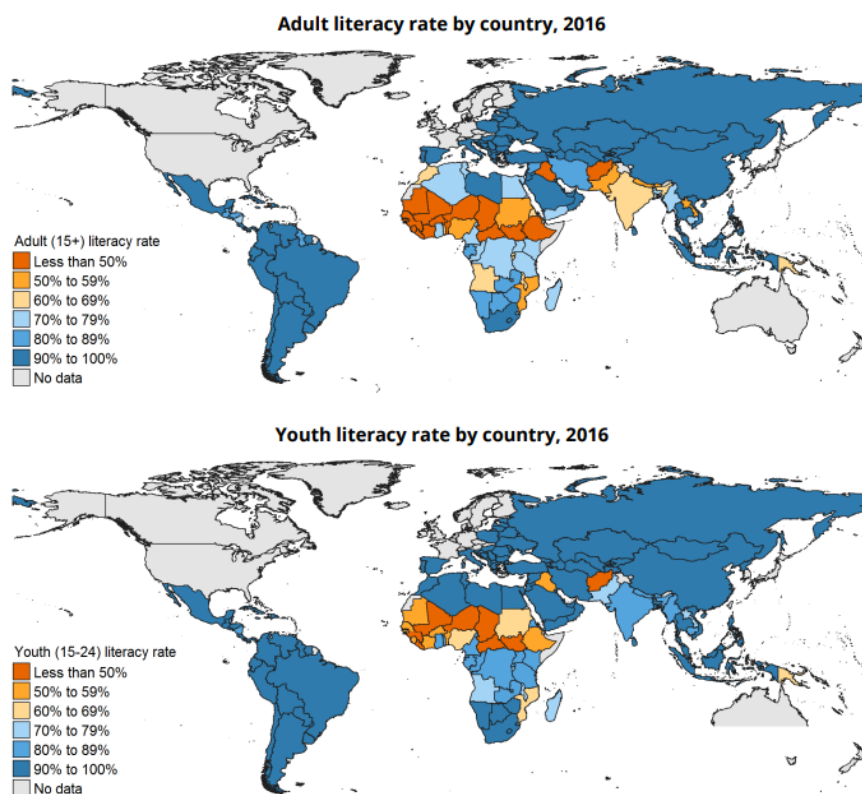 Adult literacy rate by country, 2016
Adult (15+) literacy rate
Less than 50%
50% to 59%
60% to 69%
70% to 79%
80% to 89%
90% to 100%
No data
Youth literacy rate by country, 2016
Youth (15-24) literacy rate
Less than 50%
50% to 59%
60% to 69%
70% to 79%
80% to 89%
90% to 100%
No data